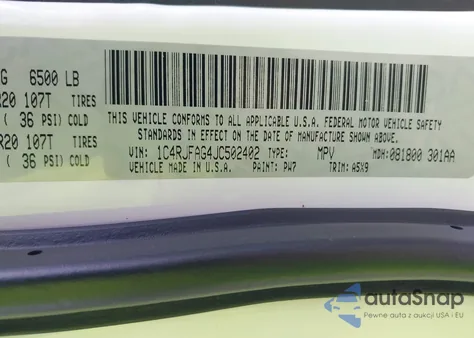 G 6500 LB
R20 107T TIRES
( 36 PSI) COLD
R20 107T TIRES
( 36 PSI) COLD
THIS VEHICLE CONFORMS TO ALL APPLICABLE U.S.A. FEDERAL MOTOR VEHICLE SAFETY
STANDARDS IN EFFECT ON THE DATE OF MANUFACTURE SHOWN ABOVE.
VIN: 1C4RJFAG4JC502402 TYPE: MPV MDH: 081800 301AA
VEHICLE MADE IN U.S.A. PAINT: PW7 TRIM: A5X9
autoSnap
Pewne auta z aukcji USA i EU